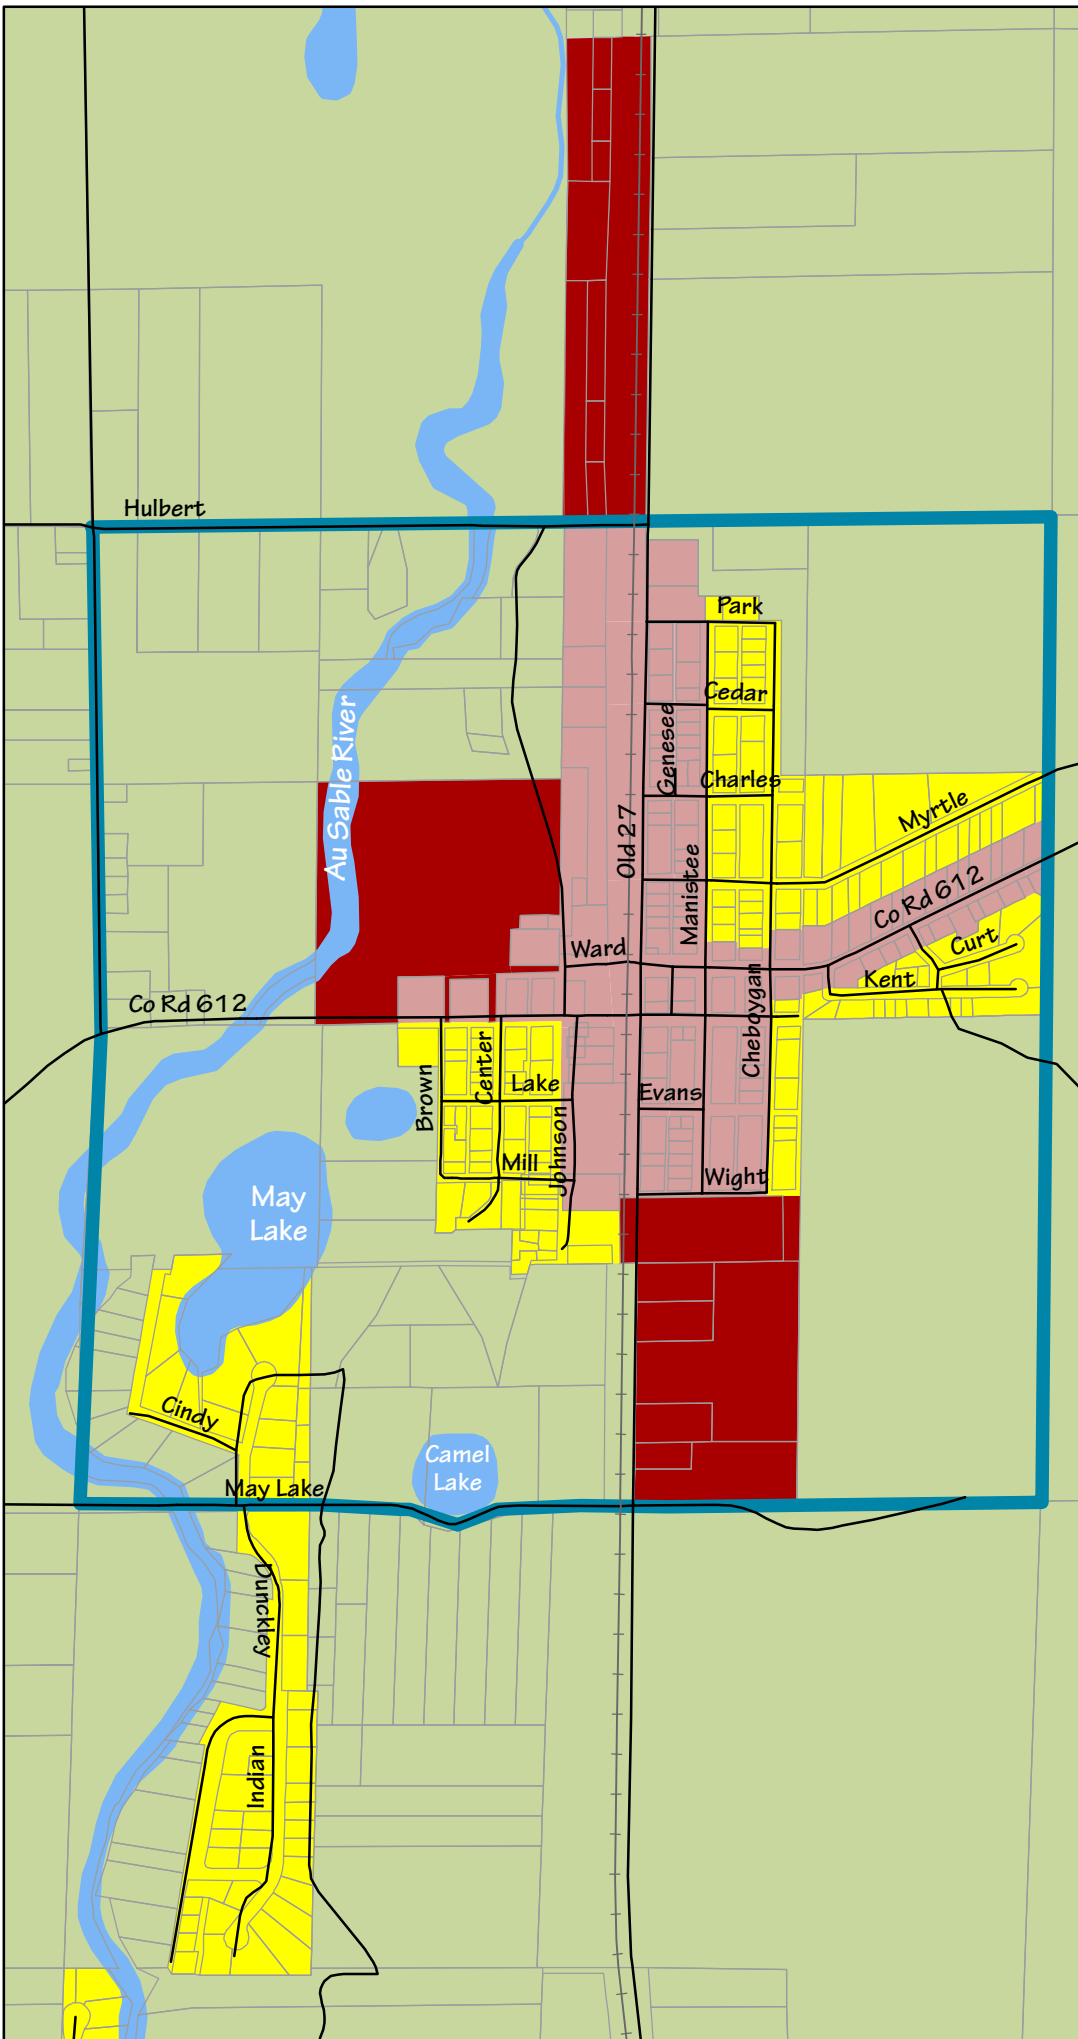 Hulbert
Park
Cedar
Genesee
Charles
Au Sable River
Old 27
Myrtle
Manistee
Co Rd 612
Ward
Curt
Kent
Cheboygan
Co Rd 612
Center
Brown
Lake
Evans
Johnson
Mill
Wight
May
Lake
Cindy
Camel
Lake
May Lake
Dunckley
Indian